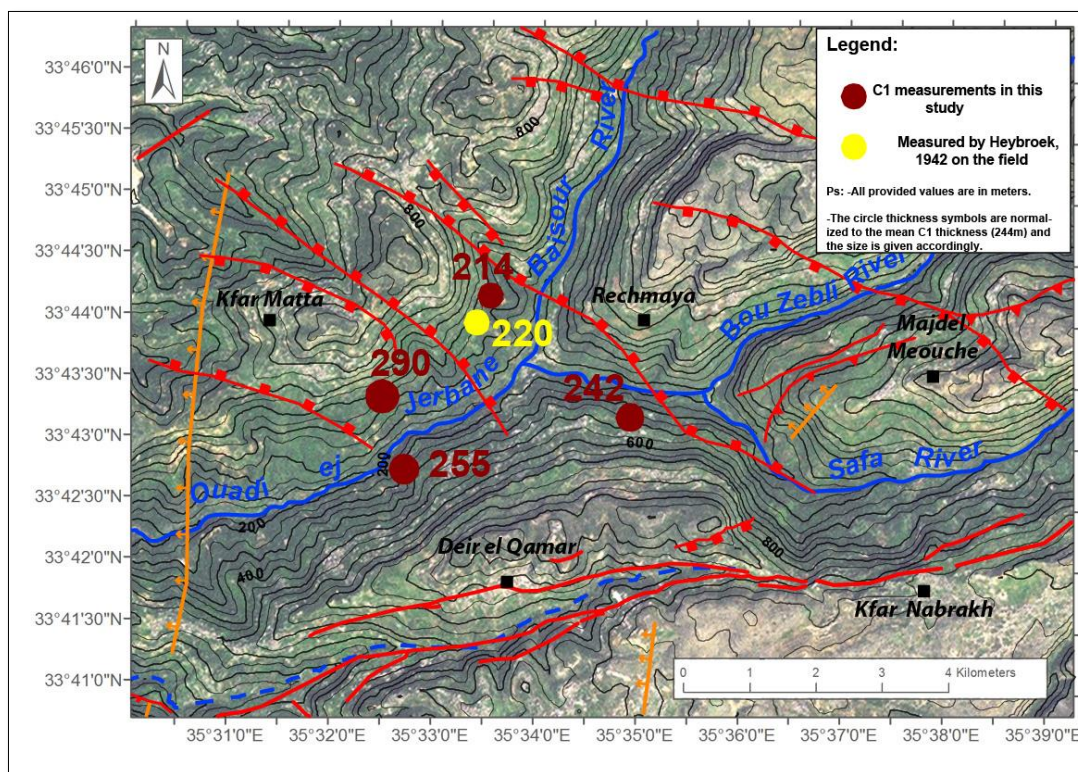 N
Legend:
C1 measurements in this
study
Measured by Heybroek,
1942 on the field
Ps: -All provided values are in meters.
-The circle thickness symbols are normal-
ized to the mean C1 thickness (244m) and
the size is given accordingly.
33°46'0"N
33°45'30"N
33°45'0"N
33°44'30"N
33°44'0"N
33°43'30"N
33°43'0"N
33°42'30"N
33°42'0"N
33°41'30"N
33°41'0"N
800
River
Baisour
800
214
Kfar Matta
220
Rechmaya
Bou Zebli River
Majdel
Meouche
290
Jerbane
242
600
Safa River
ej
200
255
Ouadi
200
400
Deir el Qamar
800
Kfar Nabrakh
0 1 2 3 4 Kilometers
35°31'0"E 35°32'0"E 35°33'0"E 35°34'0"E 35°35'0"E 35°36'0"E 35°37'0"E 35°38'0"E 35°39'0"E